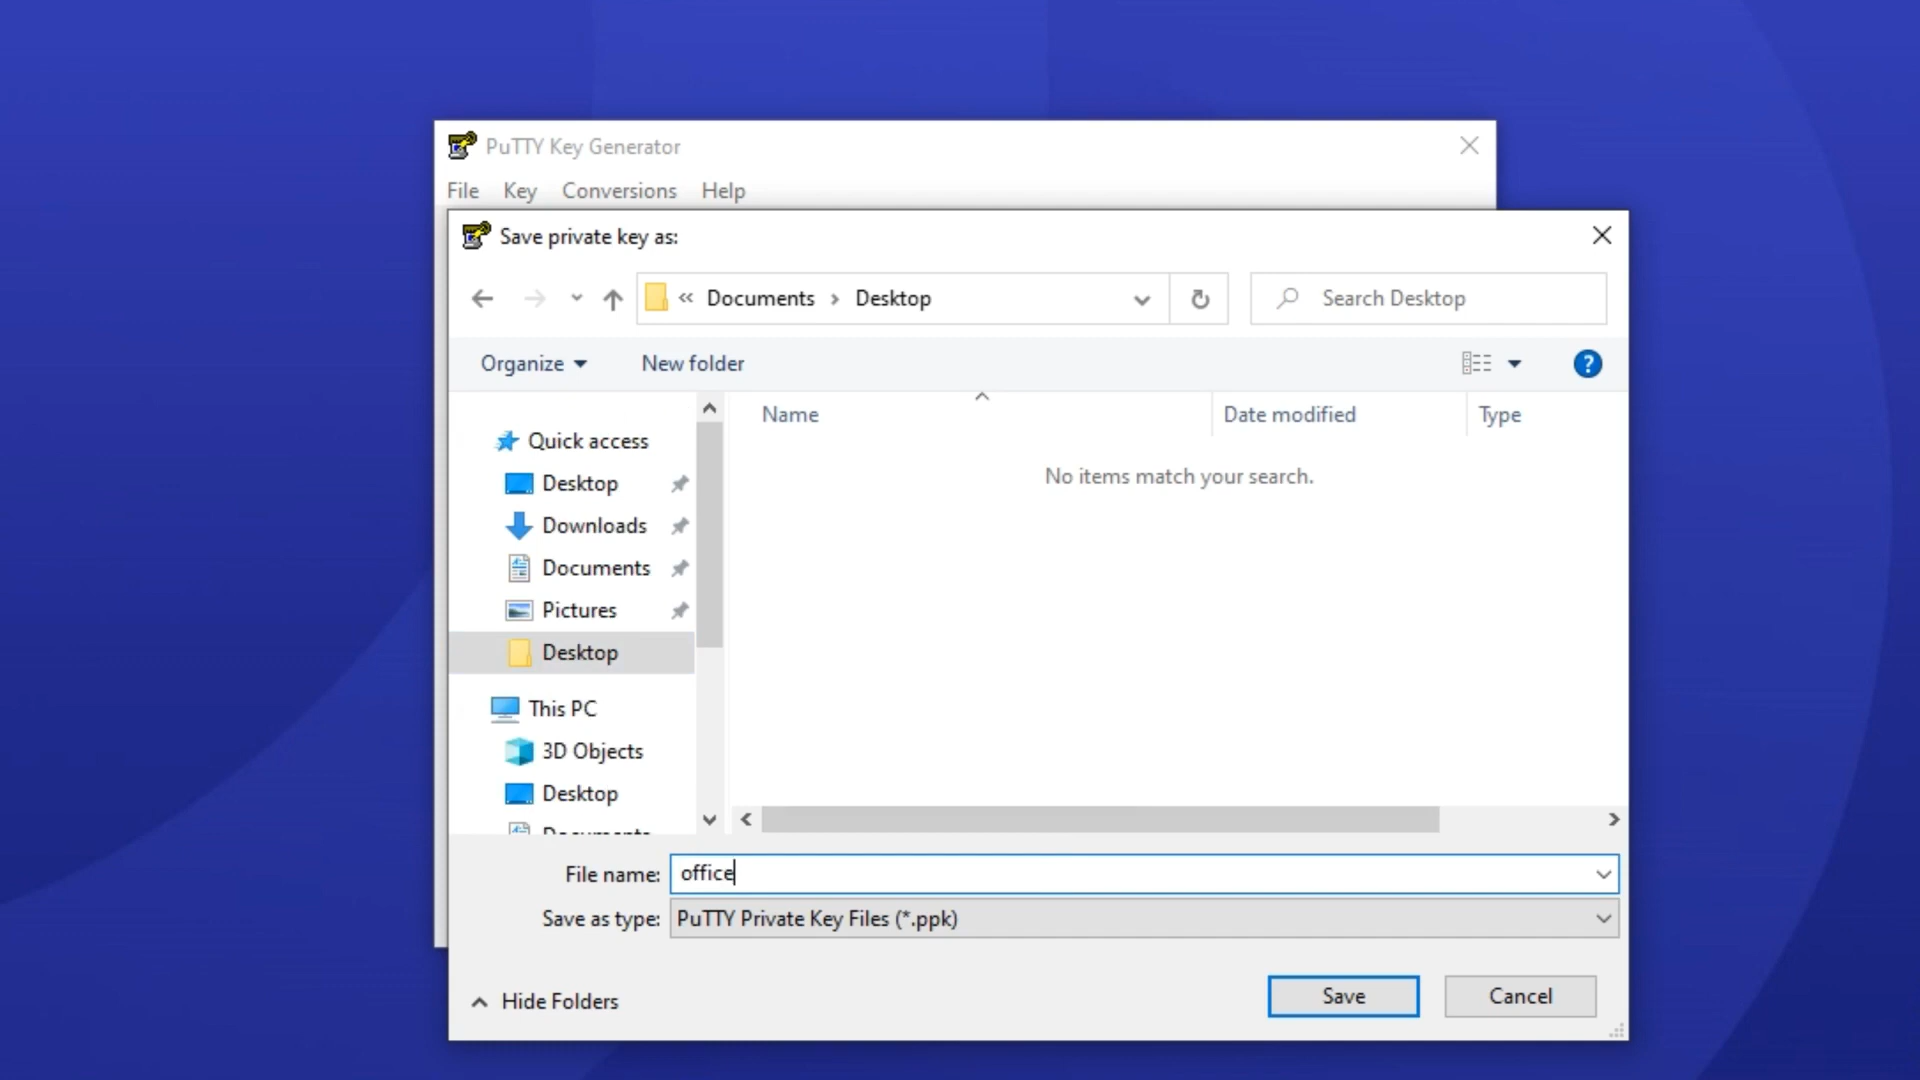 PuTTY Key Generator
File Key Conversions Help
Save private key as:
« Documents › Desktop
Search Desktop
Organize New folder
?
Name Date modified Type
No items match your search.
Quick access
Desktop
Downloads
Documents
Pictures
Desktop
This PC
3D Objects
Desktop
Documents
File name: office
Save as type: PuTTY Private Key Files (*.ppk)
Hide Folders
Save Cancel